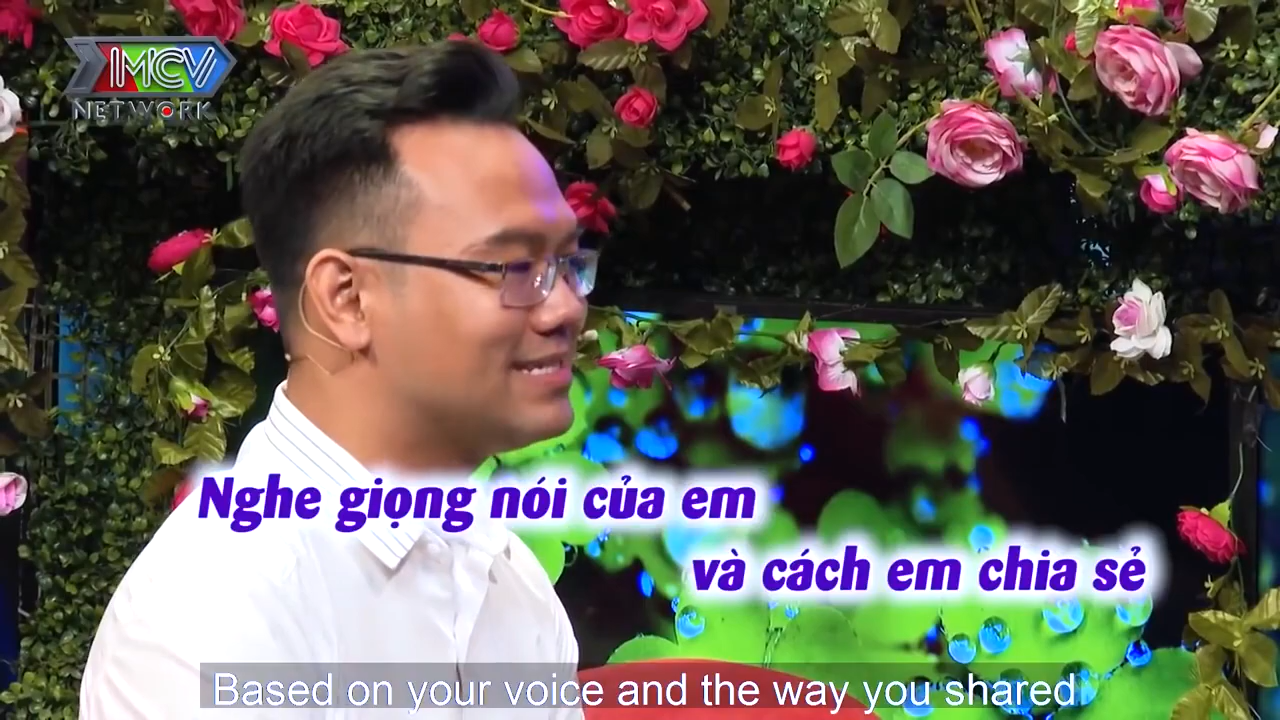 MCV
NETWORK
Nghe giọng nói của em
và cách em chia sẻ
Based on your voice and the way you shared